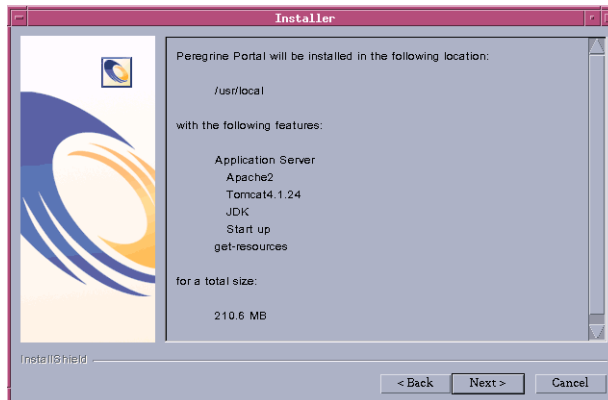 Installer
Peregrine Portal will be installed in the following location:
/usr/local
with the following features:
Application Server
Apache2
Tomcat4.1.24
JDK
Start up
get-resources
for a total size:
210.6 MB
InstallShield
< Back
Next >
Cancel